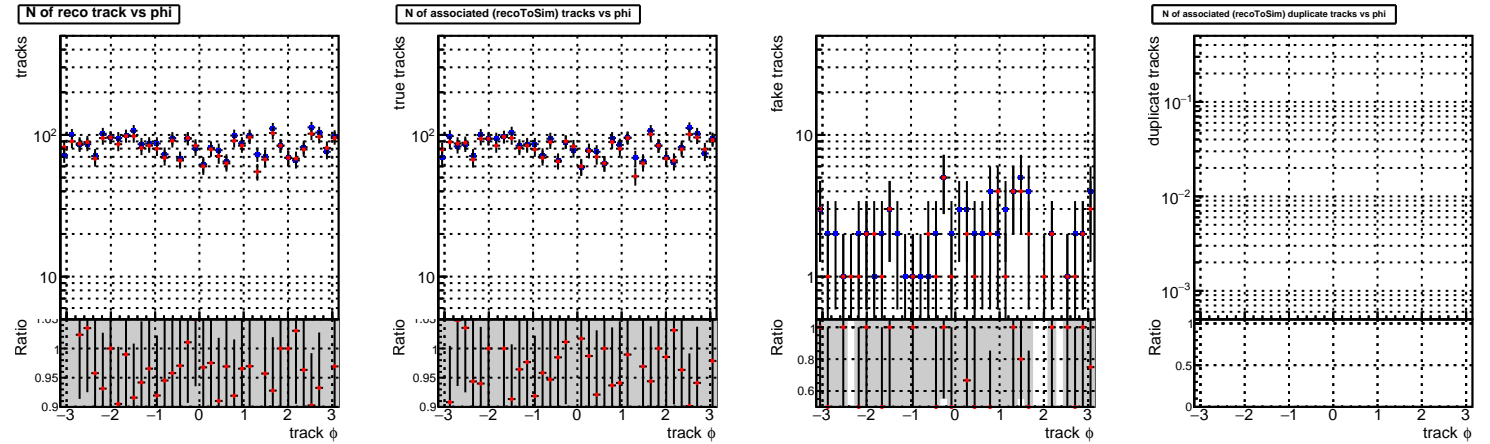 N of reco track vs phi
tracks
10²
10
Ratio
1.05
1
0.95
0.9
−3 −2 −1 0 1 2 3
track ϕ
N of associated (recoToSim) tracks vs phi
true tracks
10²
10
Ratio
1.05
1
0.95
0.9
−3 −2 −1 0 1 2 3
track ϕ
fake tracks
10
1
Ratio
1
0.8
0.6
−3 −2 −1 0 1 2 3
track ϕ
N of associated (recoToSim) duplicate tracks vs phi
duplicate tracks
10⁻¹
10⁻²
10⁻³
Ratio
1
0.5
0
−3 −2 −1 0 1 2 3
track ϕ